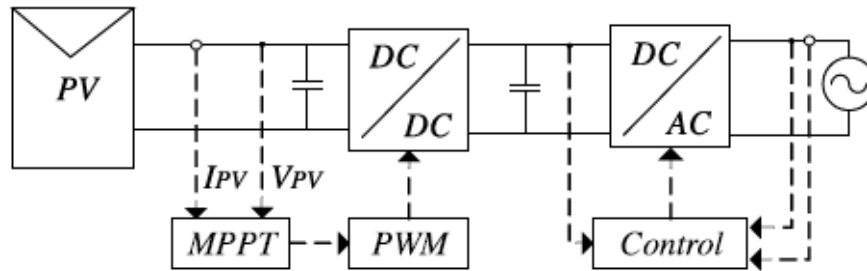 PV
DC
DC
DC
AC
IPV
VPV
MPPT
PWM
Control